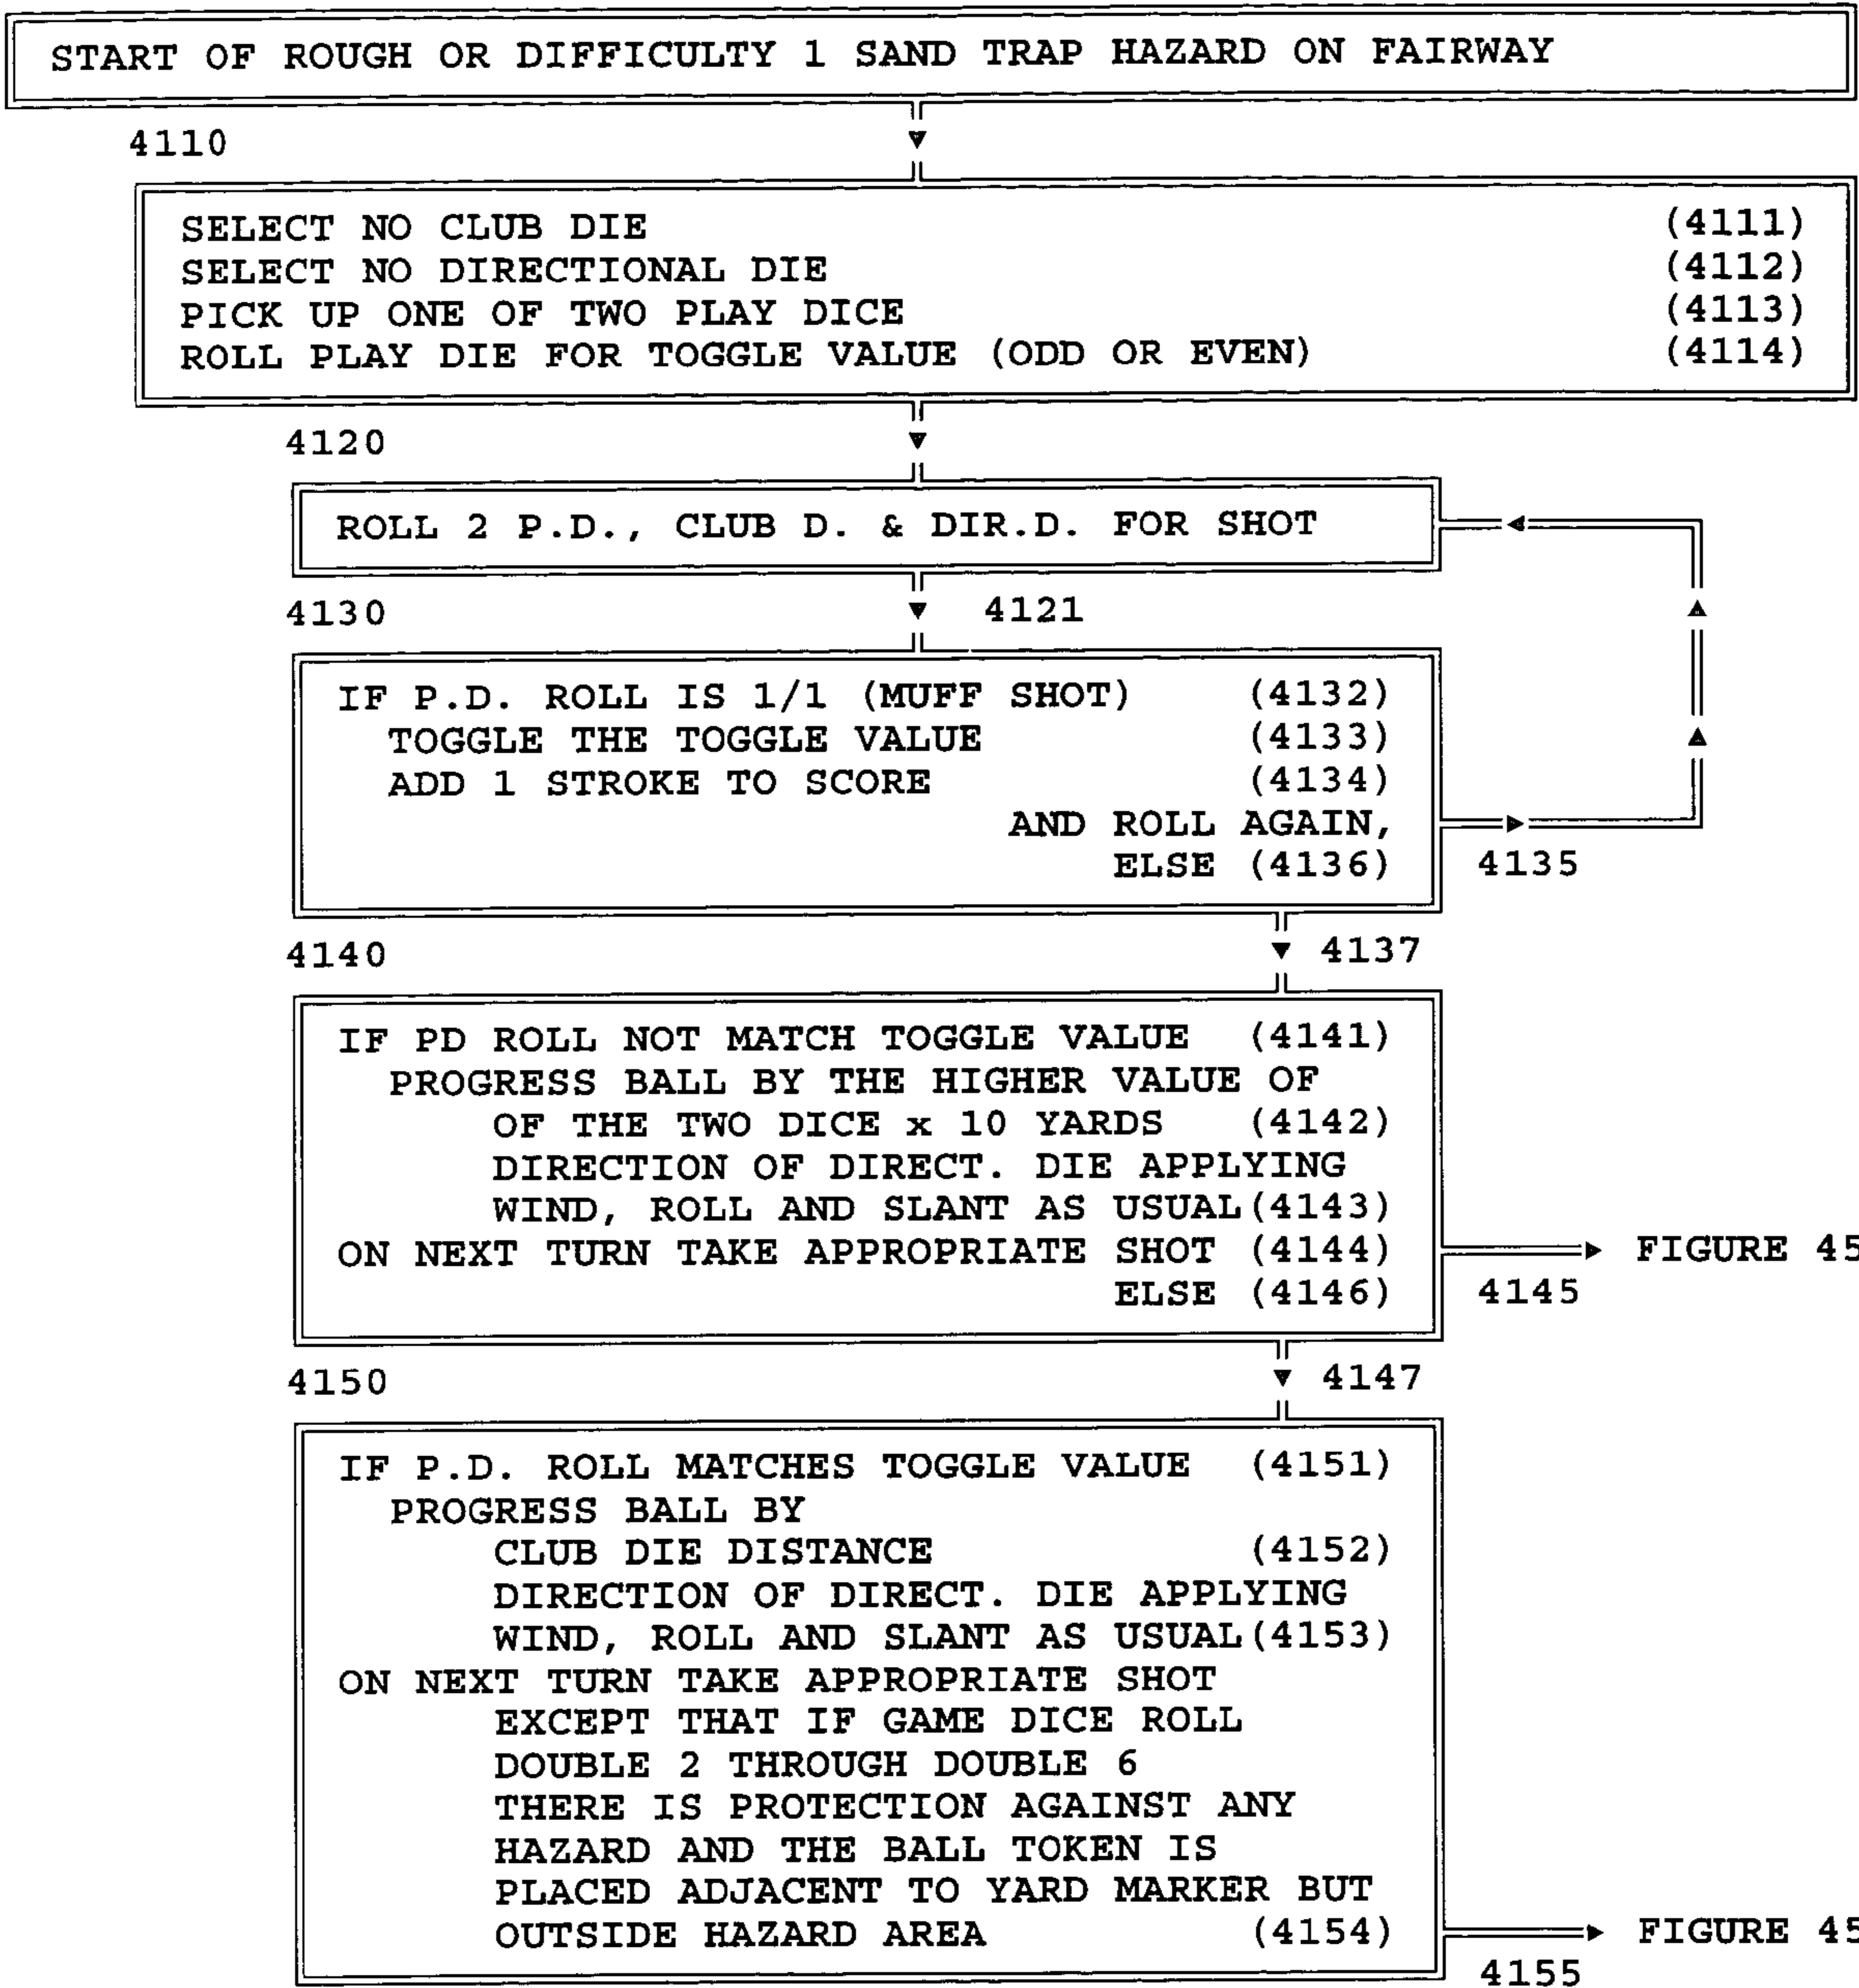 START OF ROUGH OR DIFFICULTY 1 SAND TRAP HAZARD ON FAIRWAY
4110
SELECT NO CLUB DIE (4111)
SELECT NO DIRECTIONAL DIE (4112)
PICK UP ONE OF TWO PLAY DICE (4113)
ROLL PLAY DIE FOR TOGGLE VALUE (ODD OR EVEN) (4114)
4120
ROLL 2 P.D., CLUB D. & DIR.D. FOR SHOT
4130 4121
IF P.D. ROLL IS 1/1 (MUFF SHOT) (4132)
TOGGLE THE TOGGLE VALUE (4133)
ADD 1 STROKE TO SCORE (4134)
AND ROLL AGAIN,
ELSE (4136) 4135
4140 4137
IF PD ROLL NOT MATCH TOGGLE VALUE (4141)
PROGRESS BALL BY THE HIGHER VALUE OF
OF THE TWO DICE x 10 YARDS (4142)
DIRECTION OF DIRECT. DIE APPLYING
WIND, ROLL AND SLANT AS USUAL(4143)
ON NEXT TURN TAKE APPROPRIATE SHOT (4144) FIGURE 45
ELSE (4146) 4145
4150 4147
IF P.D. ROLL MATCHES TOGGLE VALUE (4151)
PROGRESS BALL BY
CLUB DIE DISTANCE (4152)
DIRECTION OF DIRECT. DIE APPLYING
WIND, ROLL AND SLANT AS USUAL(4153)
ON NEXT TURN TAKE APPROPRIATE SHOT
EXCEPT THAT IF GAME DICE ROLL
DOUBLE 2 THROUGH DOUBLE 6
THERE IS PROTECTION AGAINST ANY
HAZARD AND THE BALL TOKEN IS
PLACED ADJACENT TO YARD MARKER BUT
OUTSIDE HAZARD AREA (4154) FIGURE 45
4155